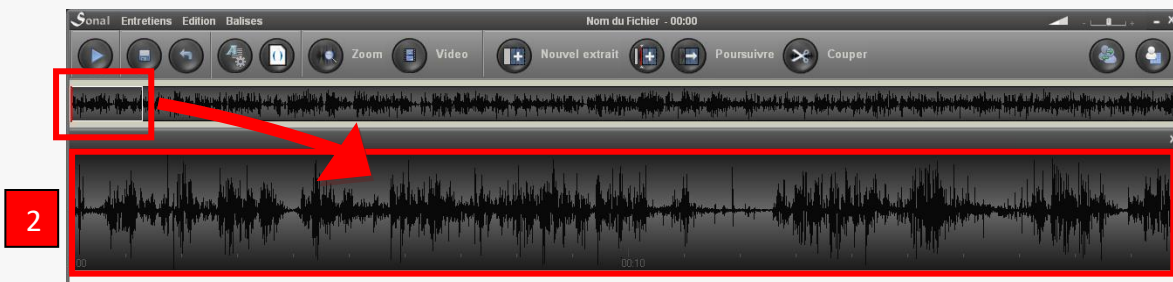 Sonal Entretiens Edition Balises Nom du Fichier - 00:00
Zoom Video Nouvel extrait Poursuivre Couper
2
00 00:10